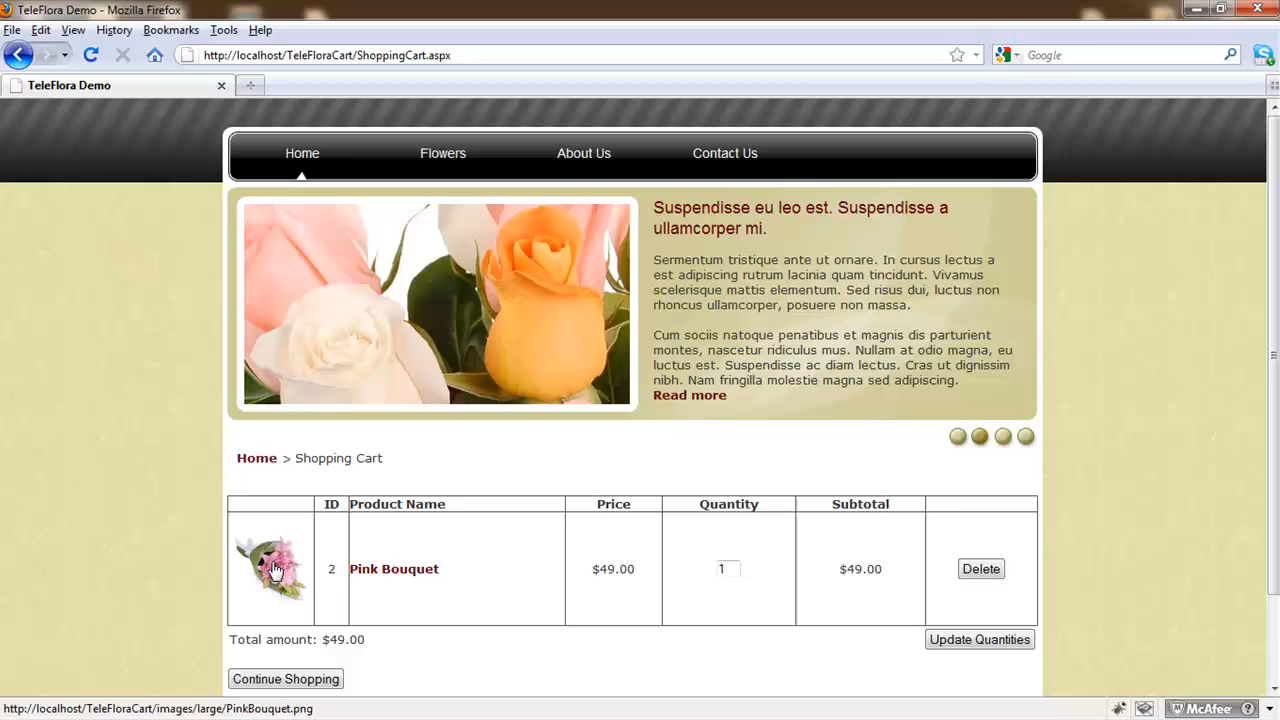 TeleFlora Demo - Mozilla Firefox
File Edit View History Bookmarks Tools Help
http://localhost/TeleFloraCart/ShoppingCart.aspx
Google
TeleFlora Demo
Home Flowers About Us Contact Us
Suspendisse eu leo est. Suspendisse a
ullamcorper mi.
Sermentum tristique ante ut ornare. In cursus lectus a
est adipiscing rutrum lacinia quam tincidunt. Vivamus
scelerisque mattis elementum. Sed risus dui, luctus non
rhoncus ullamcorper, posuere non massa.
Cum sociis natoque penatibus et magnis dis parturient
montes, nascetur ridiculus mus. Nullam at odio magna, eu
luctus est. Suspendisse ac diam lectus. Cras ut dignissim
nibh. Nam fringilla molestie magna sed adipiscing.
Read more
Home > Shopping Cart
ID Product Name Price Quantity Subtotal
2 Pink Bouquet $49.00 1 $49.00 Delete
Total amount: $49.00 Update Quantities
Continue Shopping
http://localhost/TeleFloraCart/images/large/PinkBouquet.png
McAfee